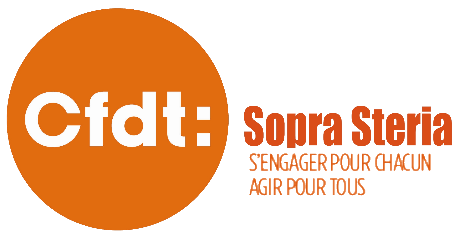 Cfdt:
Sopra Steria
S'ENGAGER POUR CHACUN
AGIR POUR TOUS